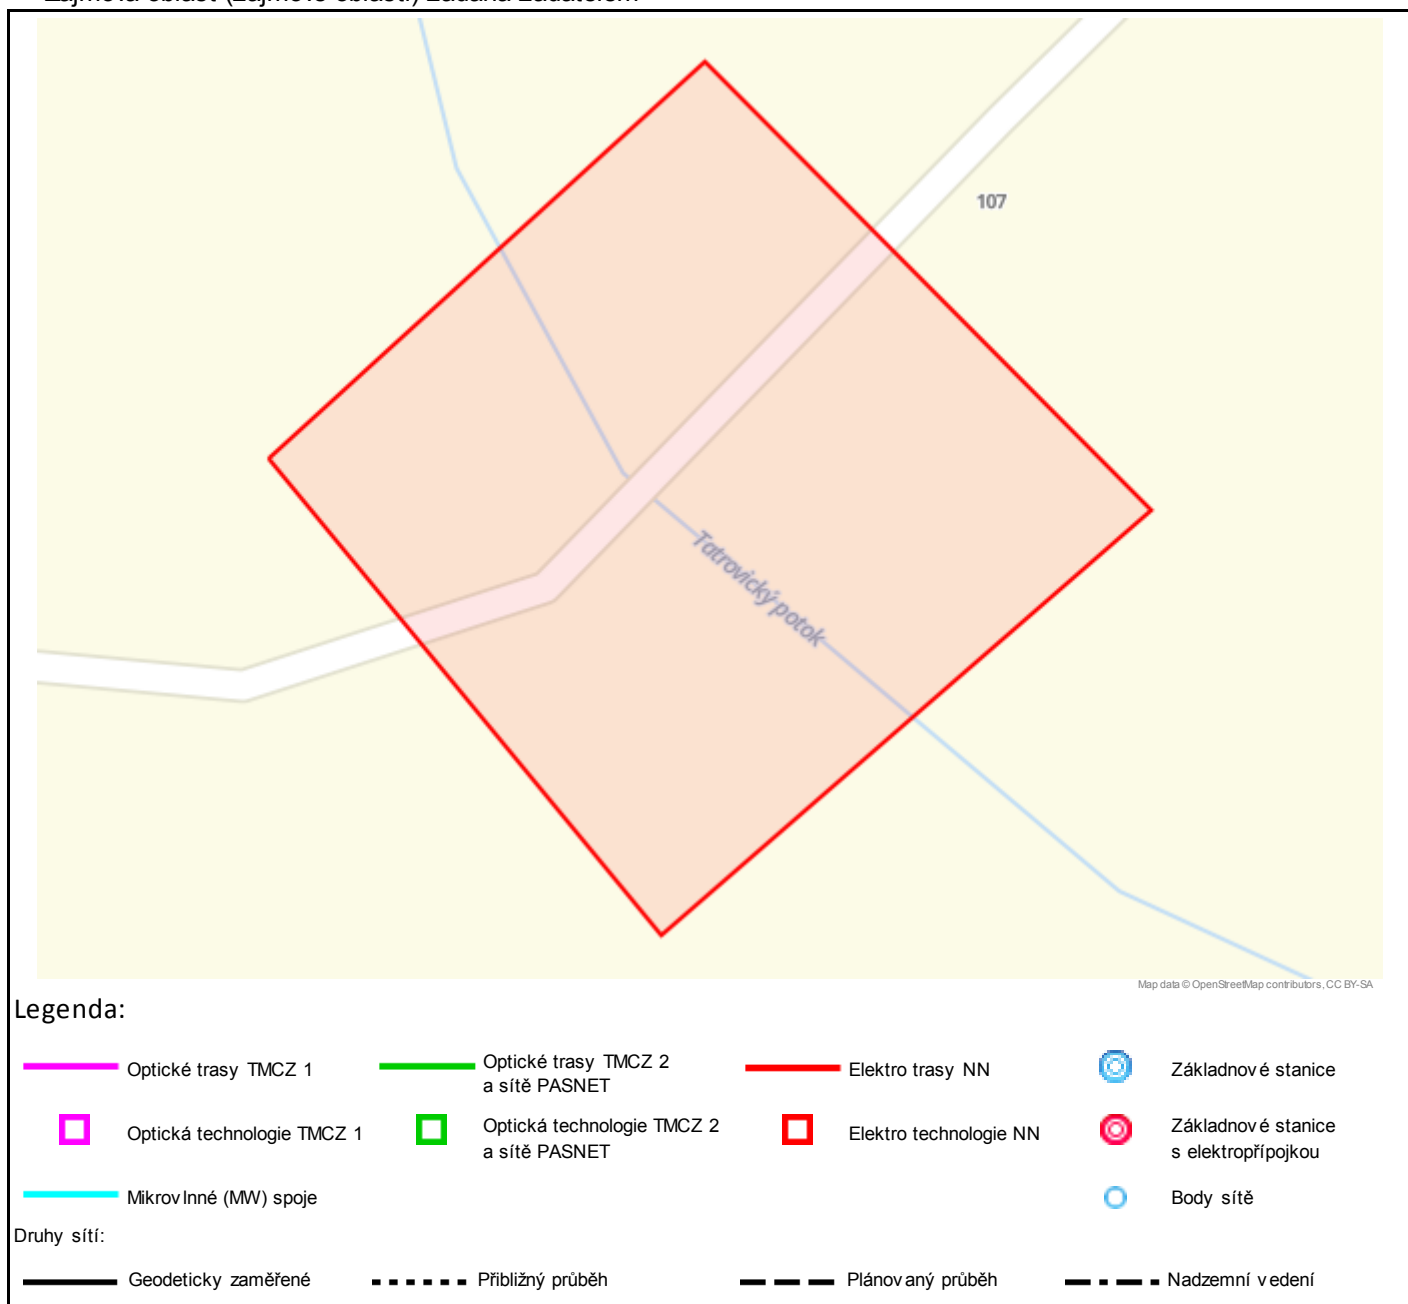 107
Tatrovický potok
Map data © OpenStreetMap contributors, CC BY-SA
Legenda:
Optické trasy TMCZ 1
Optické trasy TMCZ 2
a sítě PASNET
Elektro trasy NN
Základnové stanice
Optická technologie TMCZ 1
Optická technologie TMCZ 2
a sítě PASNET
Elektro technologie NN
Základnové stanice
s elektropřípojkou
Mikrovlnné (MW) spoje
Body sítě
Druhy sítí:
Geodeticky zaměřené
Přibližný průběh
Plánovaný průběh
Nadzemní vedení